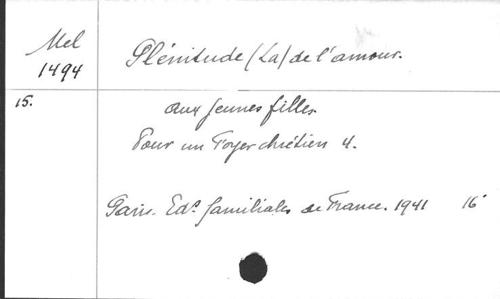 Mel
1494
Plénitude (La) de l'amour.
15.
aux jeunes filles.
Pour un Foyer chrétien 4.
Paris. Edᵒ familiales de France. 1941 16